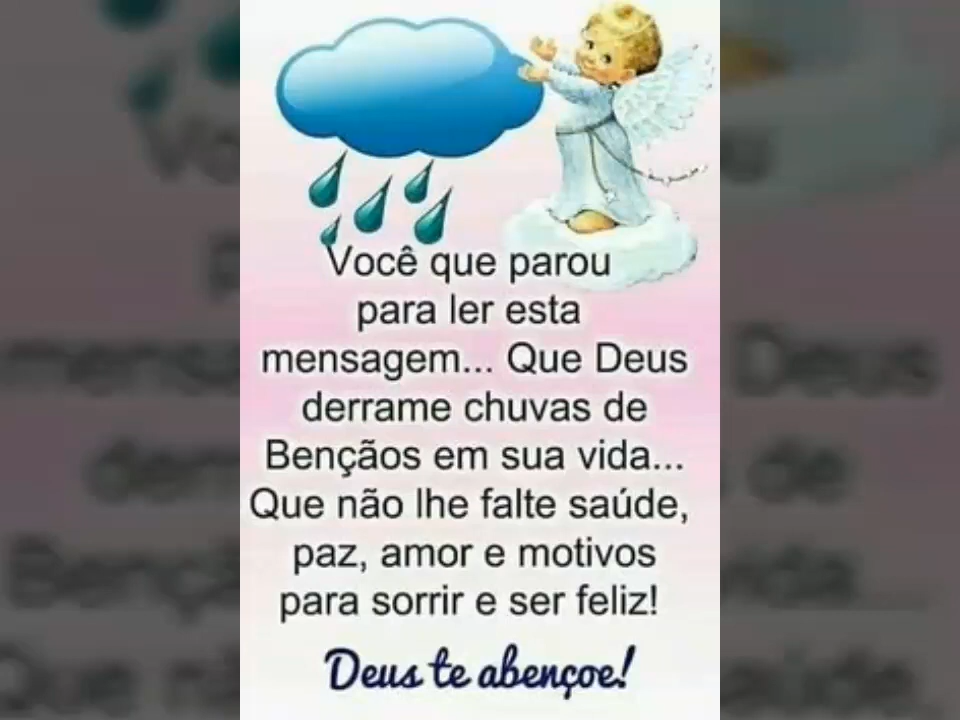 Você que parou
para ler esta
mensagem... Que Deus
derrame chuvas de
Bençãos em sua vida...
Que não lhe falte saúde,
paz, amor e motivos
para sorrir e ser feliz!
Deus te abençoe!